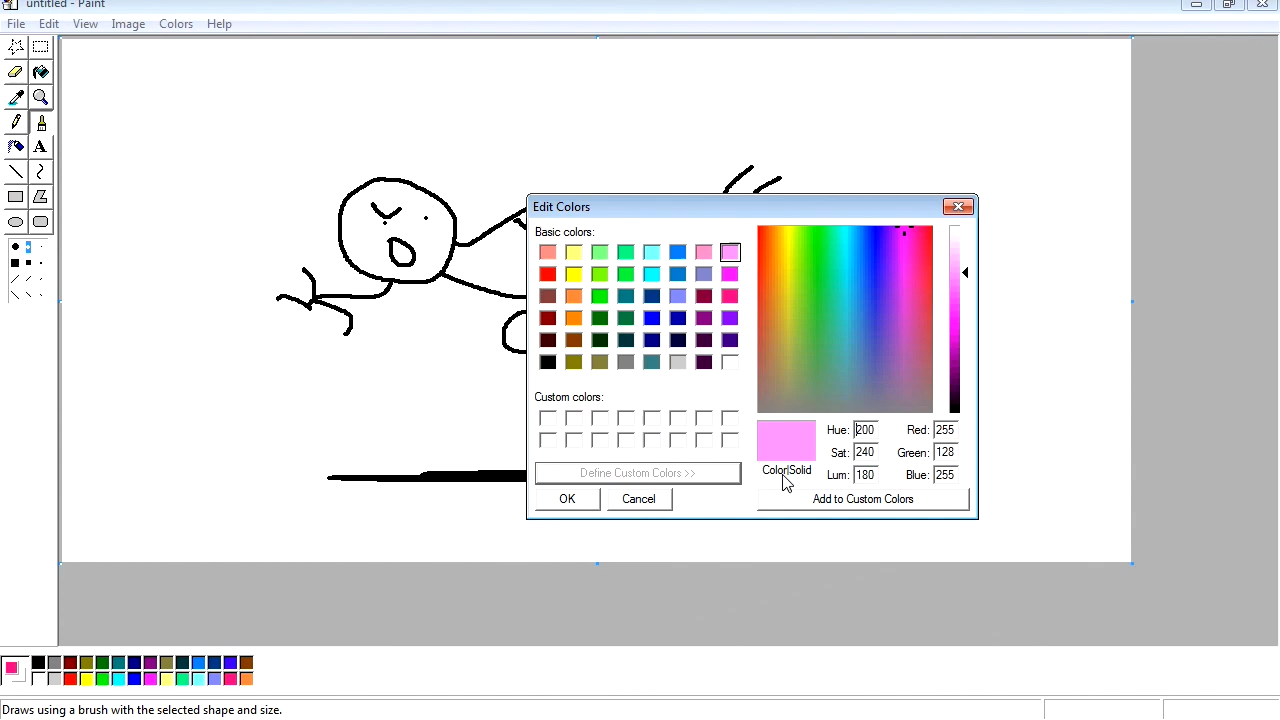 untitled - Paint
File Edit View Image Colors Help
A
Edit Colors
Basic colors:
Custom colors:
Define Custom Colors >>
OK Cancel
Color|Solid
Hue: 200 Red: 255
Sat: 240 Green: 128
Lum: 180 Blue: 255
Add to Custom Colors
Draws using a brush with the selected shape and size.